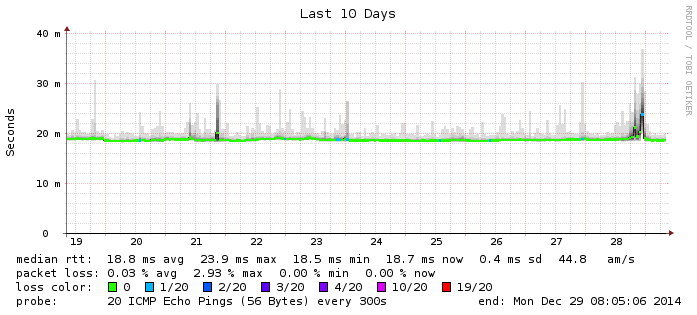 Last 10 Days
RRDTOOL / TOBI OETIKER
Seconds
40 m
30 m
20 m
10 m
0
19 20 21 22 23 24 25 26 27 28
median rtt: 18.8 ms avg 23.9 ms max 18.5 ms min 18.7 ms now 0.4 ms sd 44.8 am/s
packet loss: 0.03 % avg 2.93 % max 0.00 % min 0.00 % now
loss color: 0 1/20 2/20 3/20 4/20 10/20 19/20
probe: 20 ICMP Echo Pings (56 Bytes) every 300s end: Mon Dec 29 08:05:06 2014